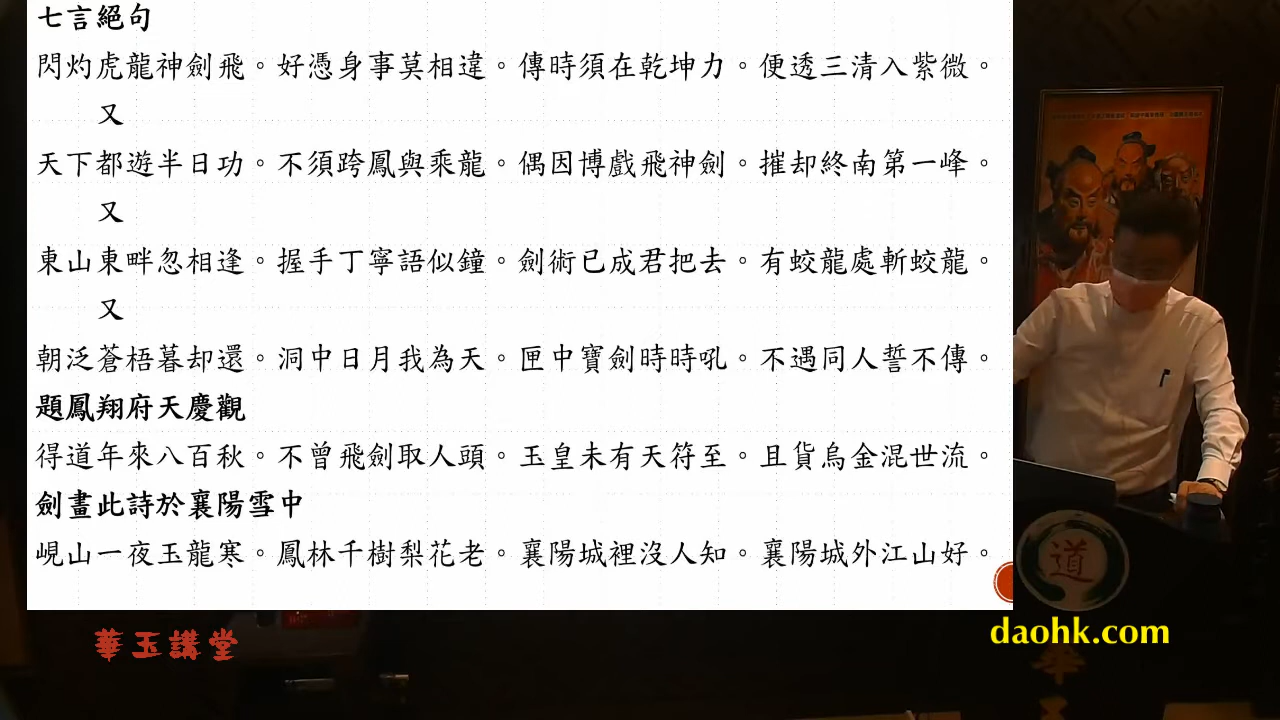 七言絕句
閃灼虎龍神劍飛。好憑身事莫相違。傳時須在乾坤力。便透三清入紫微。
又
天下都遊半日功。不須跨鳳與乘龍。偶因博戲飛神劍。摧却終南第一峰。
又
東山東畔忽相逢。握手丁寧語似鐘。劍術已成君把去。有蛟龍處斬蛟龍。
又
朝泛蒼梧暮却還。洞中日月我為天。匣中寶劍時時吼。不遇同人誓不傳。
題鳳翔府天慶觀
得道年來八百秋。不曾飛劍取人頭。玉皇未有天符至。且貨烏金混世流。
劍畫此詩於襄陽雪中
峴山一夜玉龍寒。鳳林千樹梨花老。襄陽城裡沒人知。襄陽城外江山好。
道
華玉講堂
daohk.com